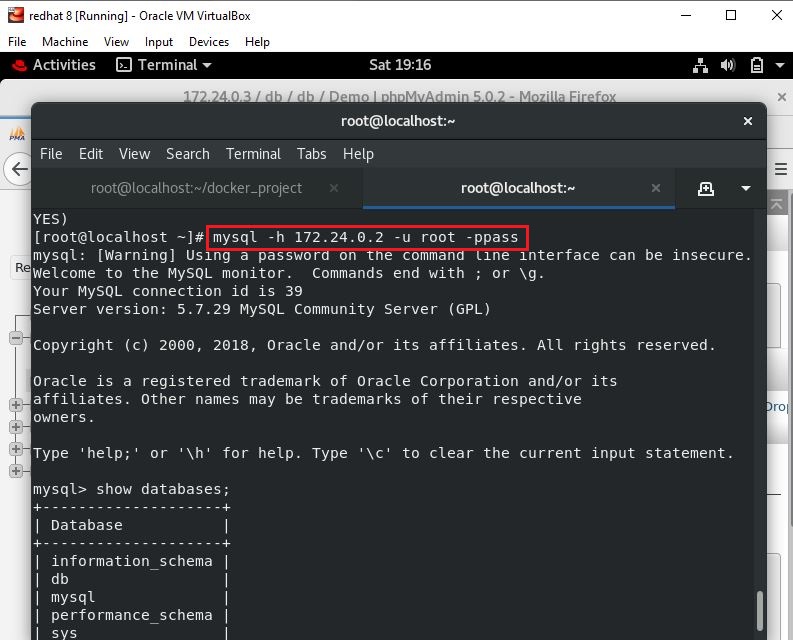 redhat 8 [Running] - Oracle VM VirtualBox
File Machine View Input Devices Help
Activities Terminal Sat 19:16
172.24.0.3 / db / db / Demo | phpMyAdmin 5.0.2 - Mozilla Firefox
PMA
root@localhost:~
File Edit View Search Terminal Tabs Help
root@localhost:~/docker_project root@localhost:~
YES)
[root@localhost ~]# mysql -h 172.24.0.2 -u root -ppass
mysql: [Warning] Using a password on the command line interface can be insecure.
Welcome to the MySQL monitor.  Commands end with ; or \g.
Your MySQL connection id is 39
Server version: 5.7.29 MySQL Community Server (GPL)
Copyright (c) 2000, 2018, Oracle and/or its affiliates. All rights reserved.
Oracle is a registered trademark of Oracle Corporation and/or its
affiliates. Other names may be trademarks of their respective
owners.
Type 'help;' or '\h' for help. Type '\c' to clear the current input statement.
mysql> show databases;
+--------------------+
| Database           |
+--------------------+
| information_schema |
| db                 |
| mysql              |
| performance_schema |
| sys                |